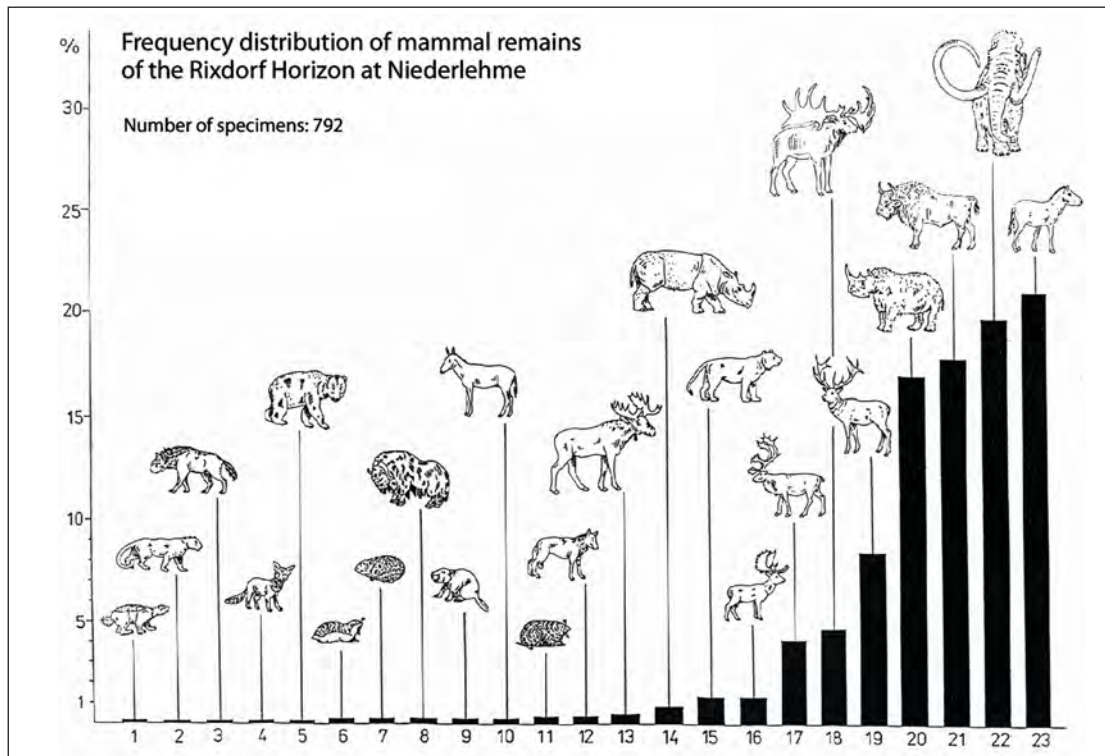 %
Frequency distribution of mammal remains
of the Rixdorf Horizon at Niederlehme
Number of specimens: 792
30
25
20
15
10
5
1
1 2 3 4 5 6 7 8 9 10 11 12 13 14 15 16 17 18 19 20 21 22 23